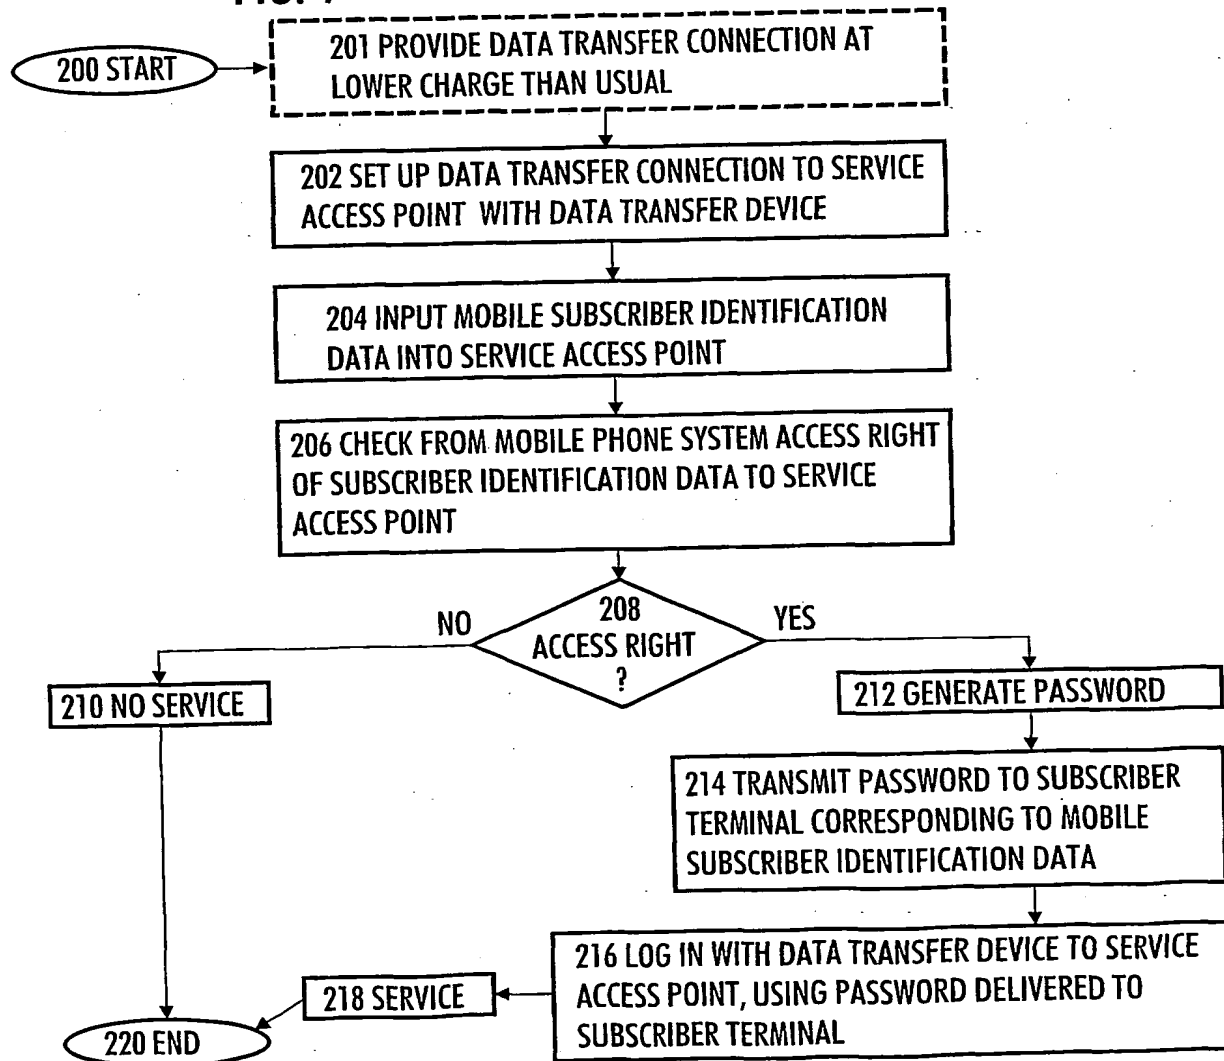 200 START
201 PROVIDE DATA TRANSFER CONNECTION AT
LOWER CHARGE THAN USUAL
202 SET UP DATA TRANSFER CONNECTION TO SERVICE
ACCESS POINT WITH DATA TRANSFER DEVICE
204 INPUT MOBILE SUBSCRIBER IDENTIFICATION
DATA INTO SERVICE ACCESS POINT
206 CHECK FROM MOBILE PHONE SYSTEM ACCESS RIGHT
OF SUBSCRIBER IDENTIFICATION DATA TO SERVICE
ACCESS POINT
208
ACCESS RIGHT
?
NO
YES
210 NO SERVICE
212 GENERATE PASSWORD
214 TRANSMIT PASSWORD TO SUBSCRIBER
TERMINAL CORRESPONDING TO MOBILE
SUBSCRIBER IDENTIFICATION DATA
216 LOG IN WITH DATA TRANSFER DEVICE TO SERVICE
ACCESS POINT, USING PASSWORD DELIVERED TO
SUBSCRIBER TERMINAL
218 SERVICE
220 END